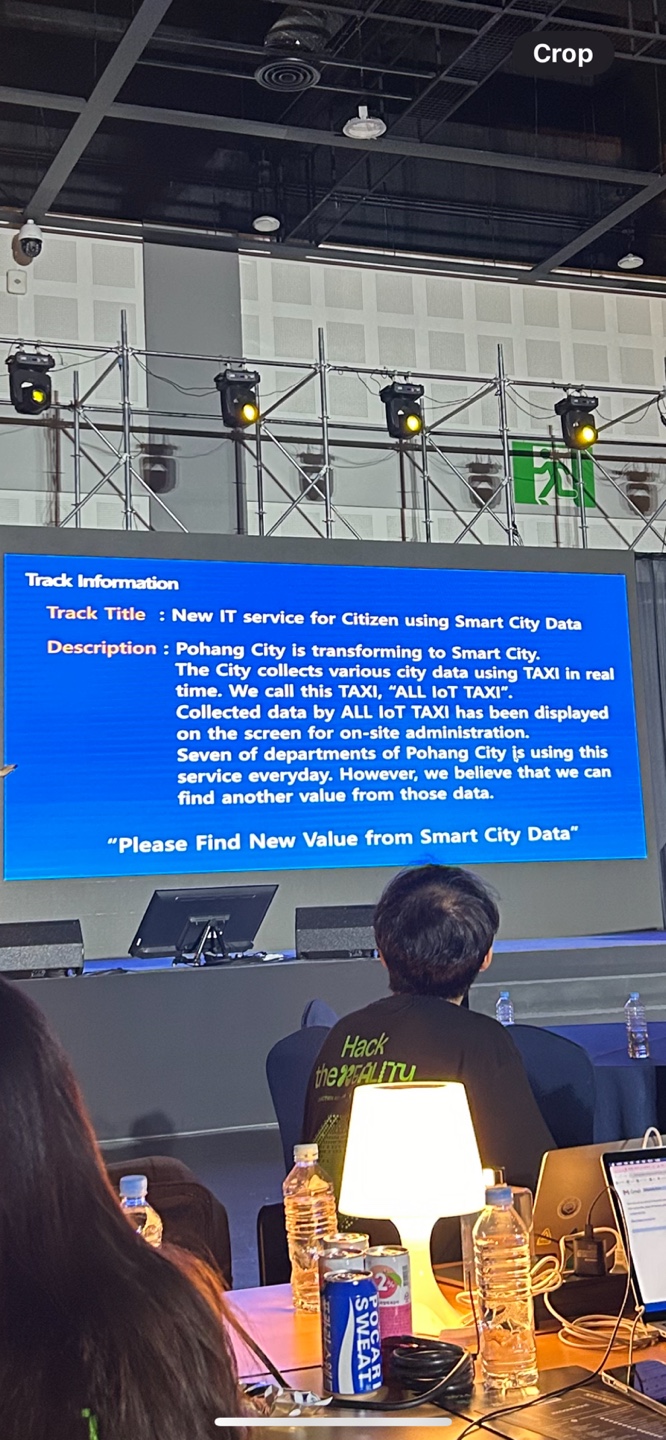 Crop
Track Information
Track Title : New IT service for Citizen using Smart City Data
Description : Pohang City is transforming to Smart City.
The City collects various city data using TAXI in real
time. We call this TAXI, “ALL IoT TAXI”.
Collected data by ALL IoT TAXI has been displayed
on the screen for on-site administration.
Seven of departments of Pohang City is using this
service everyday. However, we believe that we can
find another value from those data.
“Please Find New Value from Smart City Data”
Hack
the REALITY
2%
POCARI
SWEAT